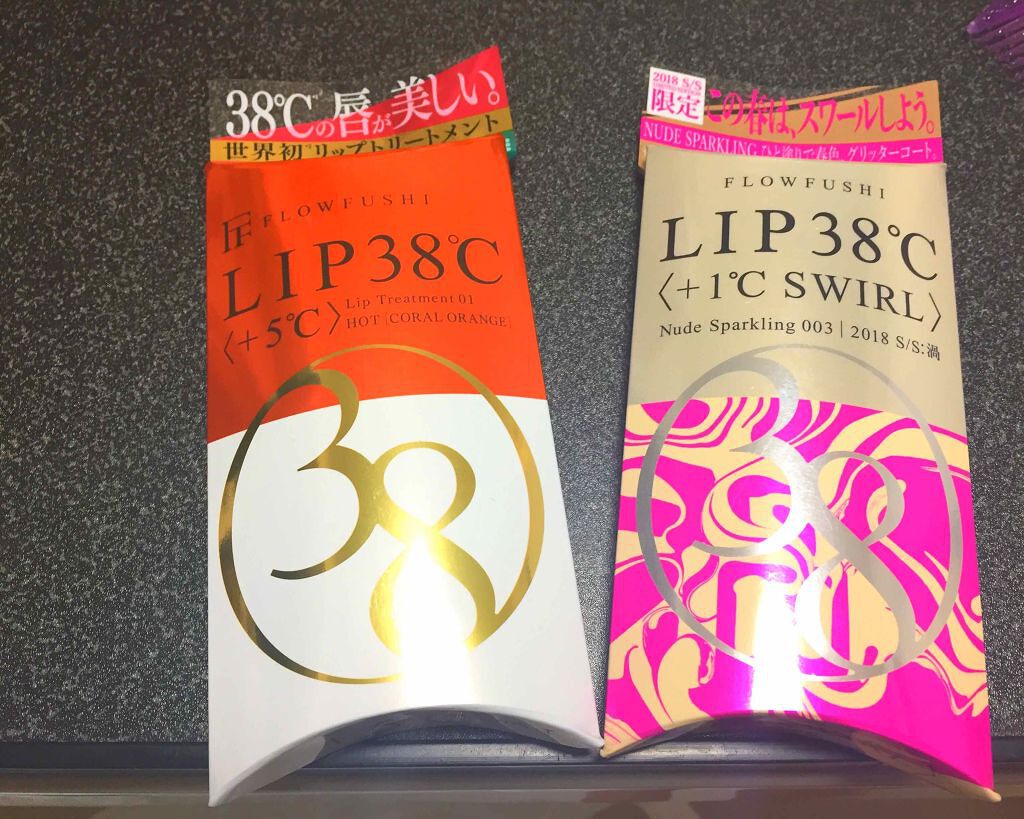 38℃の唇が美しい。
世界初 リップトリートメント
FLOWFUSHI
LIP38℃
〈+5℃〉
Lip Treatment 01
HOT [CORAL ORANGE]
38
2018 S/S
限定
この春は、スワールしよう。
NUDE SPARKLING ひと塗りで春色、グリッターコート。
FLOWFUSHI
LIP38℃
〈+1℃ SWIRL〉
Nude Sparkling 003 | 2018 S/S:渦
38